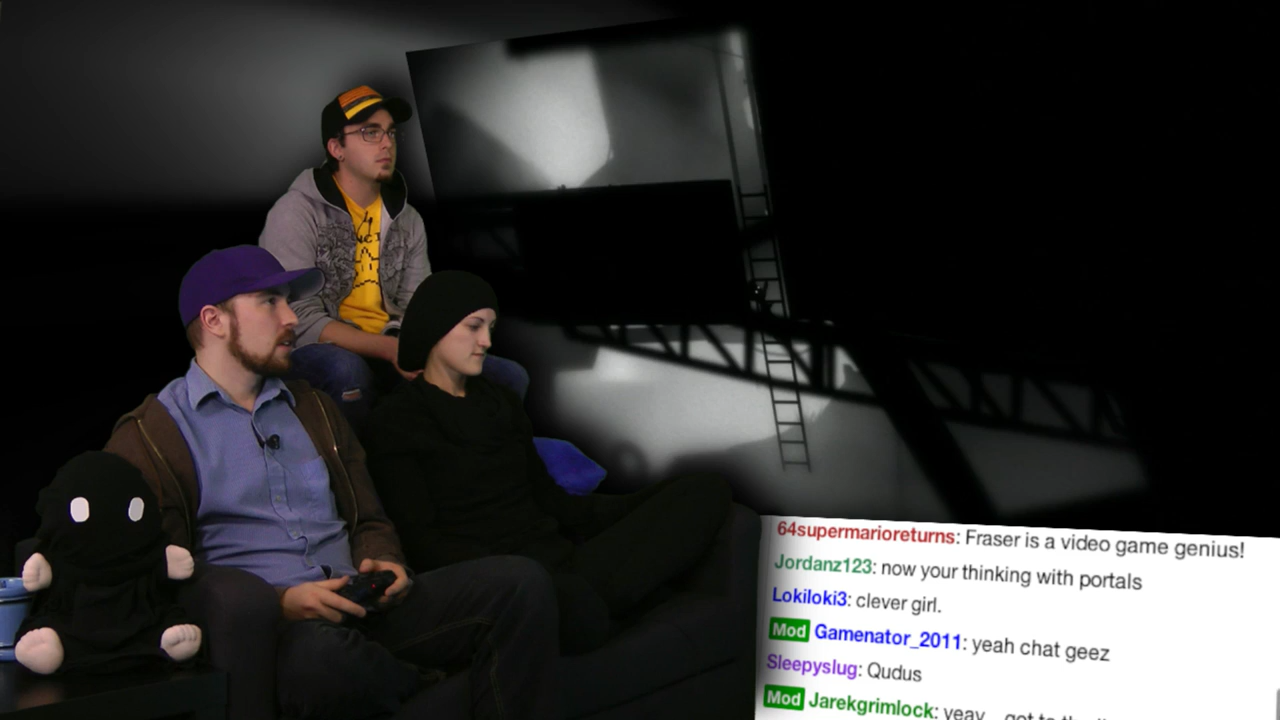 64supermarioreturns: Fraser is a video game genius!
Jordanz123: now your thinking with portals
Lokiloki3: clever girl.
Mod Gamenator_2011: yeah chat geez
Sleepyslug: Qudus
Mod Jarekgrimlock: yeay